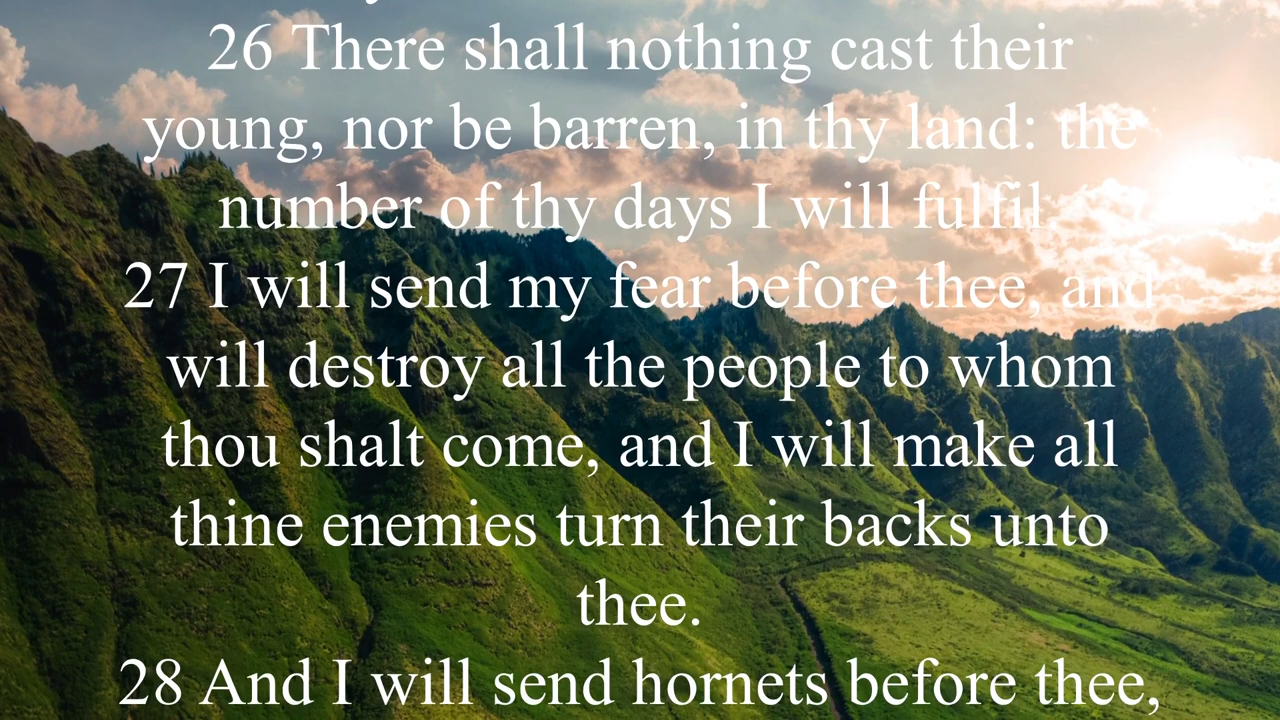 26 There shall nothing cast their
young, nor be barren, in thy land: the
number of thy days I will fulfil.
27 I will send my fear before thee, and
will destroy all the people to whom
thou shalt come, and I will make all
thine enemies turn their backs unto
thee.
28 And I will send hornets before thee,